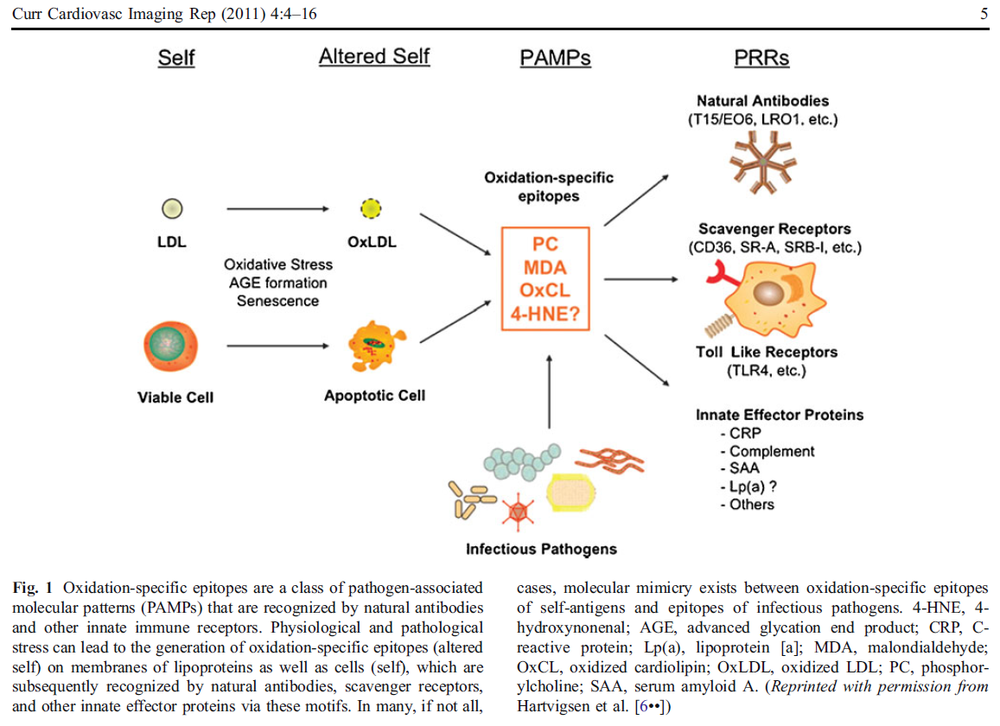 Curr Cardiovasc Imaging Rep (2011) 4:4–16
5
Self
Altered Self
PAMPs
PRRs
Natural Antibodies
(T15/EO6, LRO1, etc.)
Oxidation-specific
epitopes
LDL
OxLDL
Oxidative Stress
AGE formation
Senescence
PC
MDA
OxCL
4-HNE?
Scavenger Receptors
(CD36, SR-A, SRB-I, etc.)
Toll Like Receptors
(TLR4, etc.)
Viable Cell
Apoptotic Cell
Innate Effector Proteins
- CRP
- Complement
- SAA
- Lp(a) ?
- Others
Infectious Pathogens
Fig. 1 Oxidation-specific epitopes are a class of pathogen-associated
molecular patterns (PAMPs) that are recognized by natural antibodies
and other innate immune receptors. Physiological and pathological
stress can lead to the generation of oxidation-specific epitopes (altered
self) on membranes of lipoproteins as well as cells (self), which are
subsequently recognized by natural antibodies, scavenger receptors,
and other innate effector proteins via these motifs. In many, if not all,
cases, molecular mimicry exists between oxidation-specific epitopes
of self-antigens and epitopes of infectious pathogens. 4-HNE, 4-
hydroxynonenal; AGE, advanced glycation end product; CRP, C-
reactive protein; Lp(a), lipoprotein [a]; MDA, malondialdehyde;
OxCL, oxidized cardiolipin; OxLDL, oxidized LDL; PC, phosphor-
ylcholine; SAA, serum amyloid A. (Reprinted with permission from
Hartvigsen et al. [6••])